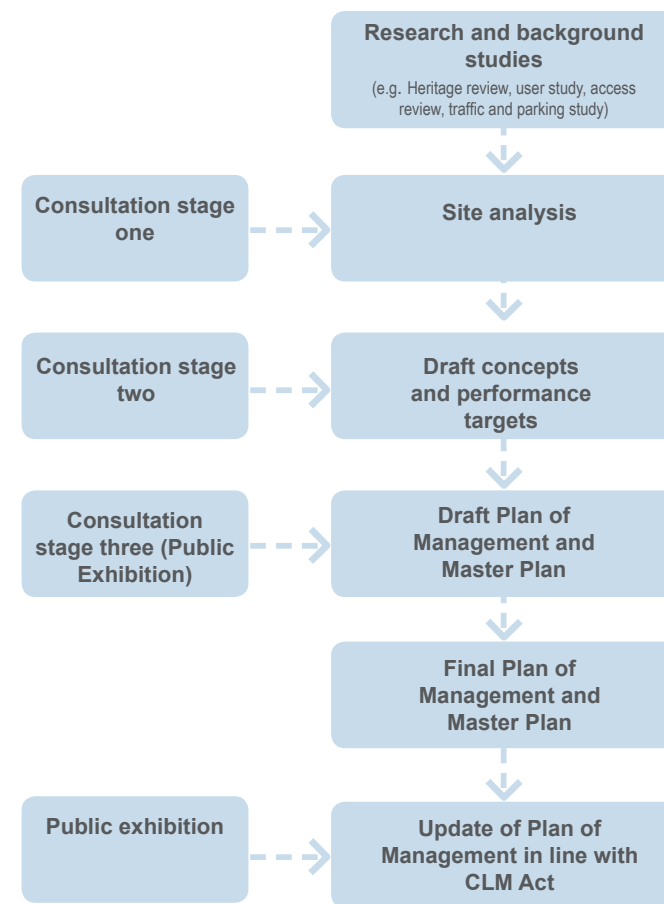 Research and background
studies
(e.g. Heritage review, user study, access
review, traffic and parking study)
Consultation stage
one
Site analysis
Consultation stage
two
Draft concepts
and performance
targets
Consultation
stage three (Public
Exhibition)
Draft Plan of
Management and
Master Plan
Final Plan of
Management and
Master Plan
Public exhibition
Update of Plan of
Management in line with
CLM Act